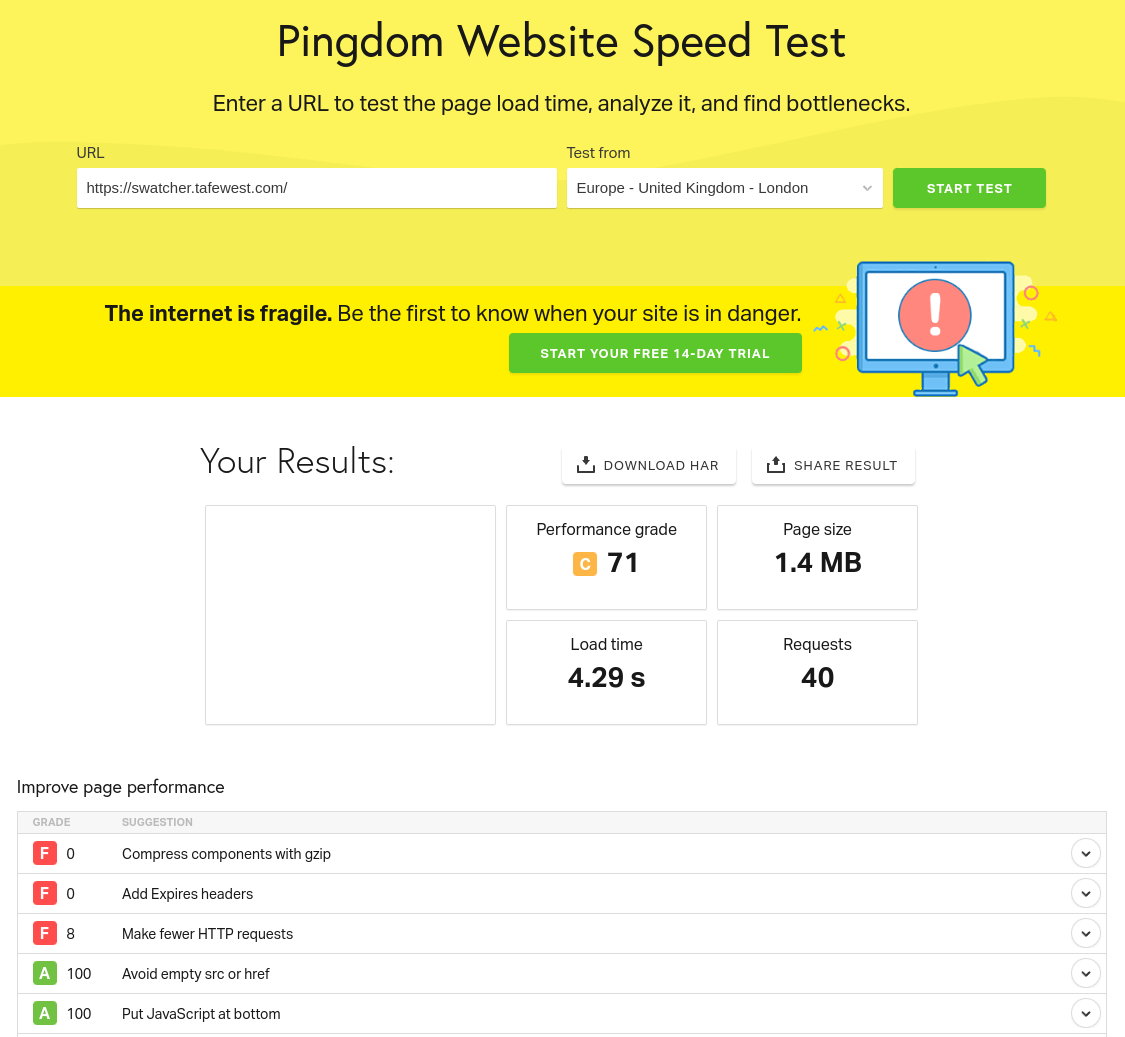 Pingdom Website Speed Test
Enter a URL to test the page load time, analyze it, and find bottlenecks.
URL
Test from
https://swatcher.tafewest.com/
Europe - United Kingdom - London
START TEST
The internet is fragile. Be the first to know when your site is in danger.
START YOUR FREE 14-DAY TRIAL
!
Your Results:
DOWNLOAD HAR
SHARE RESULT
Performance grade
C 71
Page size
1.4 MB
Load time
4.29 s
Requests
40
Improve page performance
GRADE SUGGESTION
F 0 Compress components with gzip
F 0 Add Expires headers
F 8 Make fewer HTTP requests
A 100 Avoid empty src or href
A 100 Put JavaScript at bottom